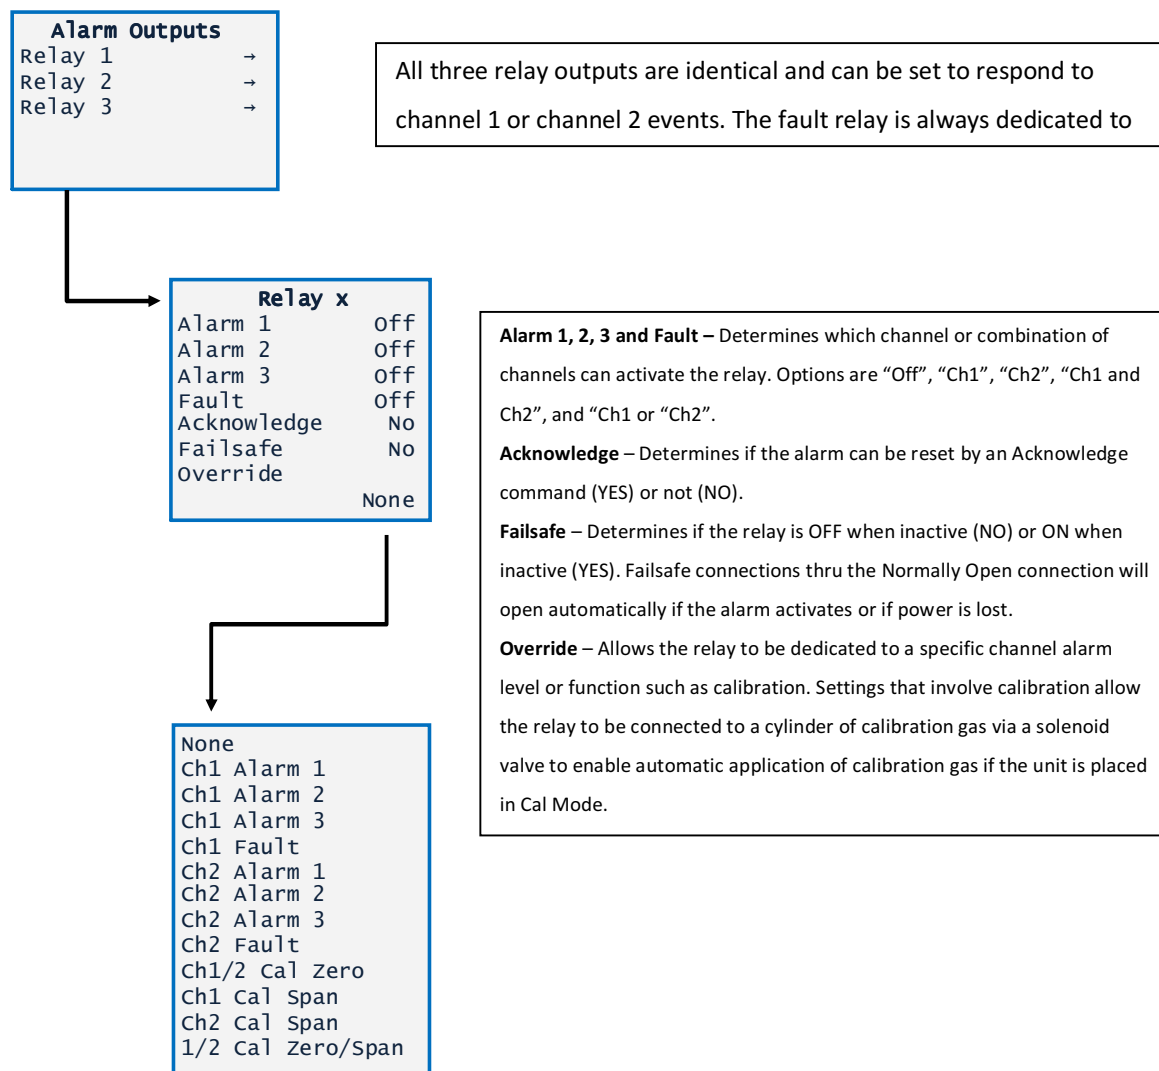 Alarm Outputs
Relay 1 →
Relay 2 →
Relay 3 →
All three relay outputs are identical and can be set to respond to
channel 1 or channel 2 events. The fault relay is always dedicated to
Relay x
Alarm 1 Off
Alarm 2 Off
Alarm 3 Off
Fault Off
Acknowledge No
Failsafe No
Override
None
Alarm 1, 2, 3 and Fault – Determines which channel or combination of
channels can activate the relay. Options are “Off”, “Ch1”, “Ch2”, “Ch1 and
Ch2”, and “Ch1 or “Ch2”.
Acknowledge – Determines if the alarm can be reset by an Acknowledge
command (YES) or not (NO).
Failsafe – Determines if the relay is OFF when inactive (NO) or ON when
inactive (YES). Failsafe connections thru the Normally Open connection will
open automatically if the alarm activates or if power is lost.
Override – Allows the relay to be dedicated to a specific channel alarm
level or function such as calibration. Settings that involve calibration allow
the relay to be connected to a cylinder of calibration gas via a solenoid
valve to enable automatic application of calibration gas if the unit is placed
in Cal Mode.
None
Ch1 Alarm 1
Ch1 Alarm 2
Ch1 Alarm 3
Ch1 Fault
Ch2 Alarm 1
Ch2 Alarm 2
Ch2 Alarm 3
Ch2 Fault
Ch1/2 Cal Zero
Ch1 Cal Span
Ch2 Cal Span
1/2 Cal Zero/Span